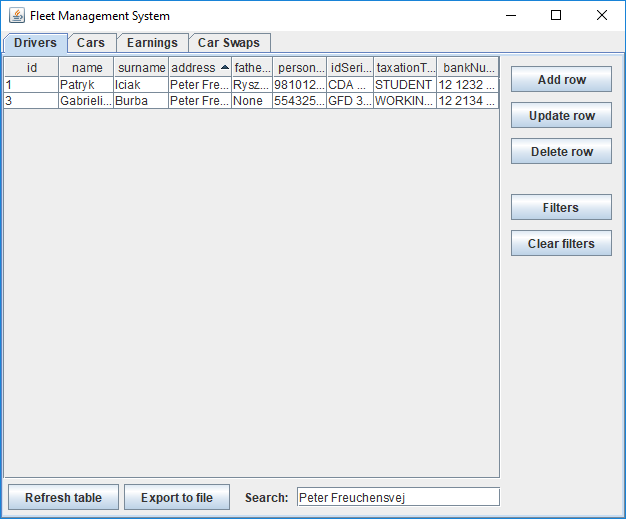 Fleet Management System
Drivers Cars Earnings Car Swaps
id name surname address fathe... person... idSeri... taxationT... bankNu...
1 Patryk Iciak Peter Fre... Rysz... 981012... CDA ... STUDENT 12 1232 ...
3 Gabrieli... Burba Peter Fre... None 554325... GFD 3... WORKIN... 12 2134 ...
Add row
Update row
Delete row
Filters
Clear filters
Refresh table Export to file Search: Peter Freuchensvej